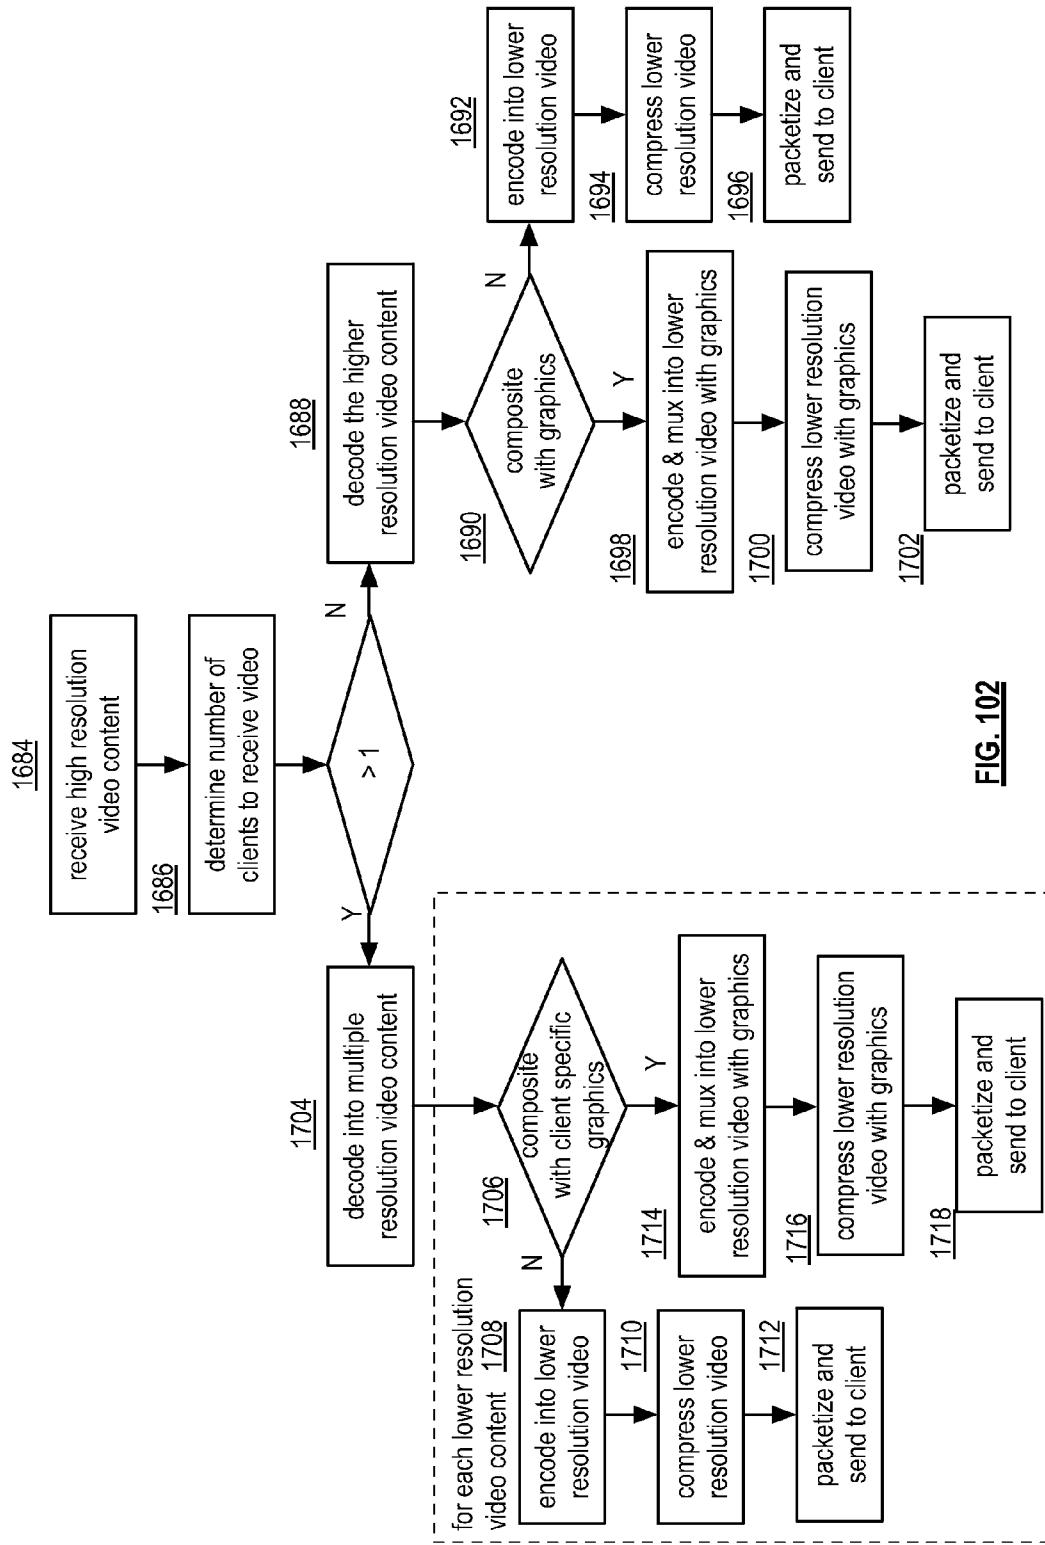 1684
receive high resolution
video content
1686
determine number of
clients to receive video
> 1
N
Y
1688
decode the higher
resolution video content
1690
composite
with graphics
N
Y
1692
encode into lower
resolution video
1694
compress lower
resolution video
1696
packetize and
send to client
1698
encode & mux into lower
resolution video with graphics
1700
compress lower resolution
video with graphics
1702
packetize and
send to client
1704
decode into multiple
resolution video content
for each lower resolution
video content
1706
composite
with client specific
graphics
N
Y
1708
encode into lower
resolution video
1710
compress lower
resolution video
1712
packetize and
send to client
1714
encode & mux into lower
resolution video with graphics
1716
compress lower resolution
video with graphics
1718
packetize and
send to client
FIG. 102